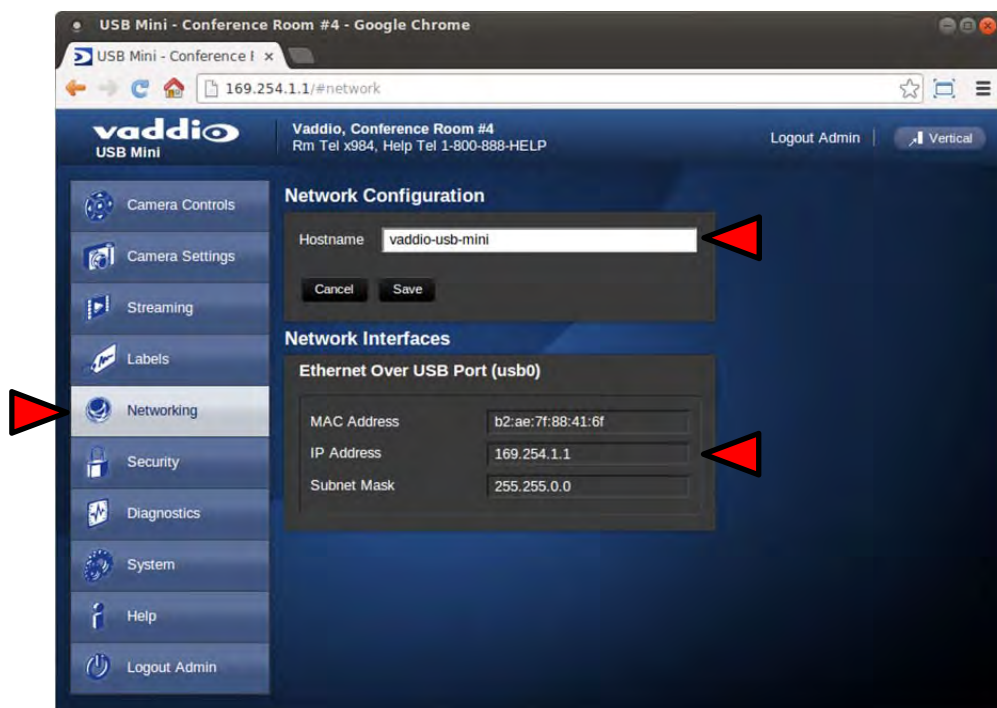 USB Mini - Conference Room #4 - Google Chrome
USB Mini - Conference
169.254.1.1/#network
vaddio
USB Mini
Vaddio, Conference Room #4
Rm Tel x984, Help Tel 1-800-888-HELP
Logout Admin
Vertical
Camera Controls
Camera Settings
Streaming
Labels
Networking
Security
Diagnostics
System
Help
Logout Admin
Network Configuration
Hostname vaddio-usb-mini
Cancel Save
Network Interfaces
Ethernet Over USB Port (usb0)
MAC Address b2:ae:7f:88:41:6f
IP Address 169.254.1.1
Subnet Mask 255.255.0.0